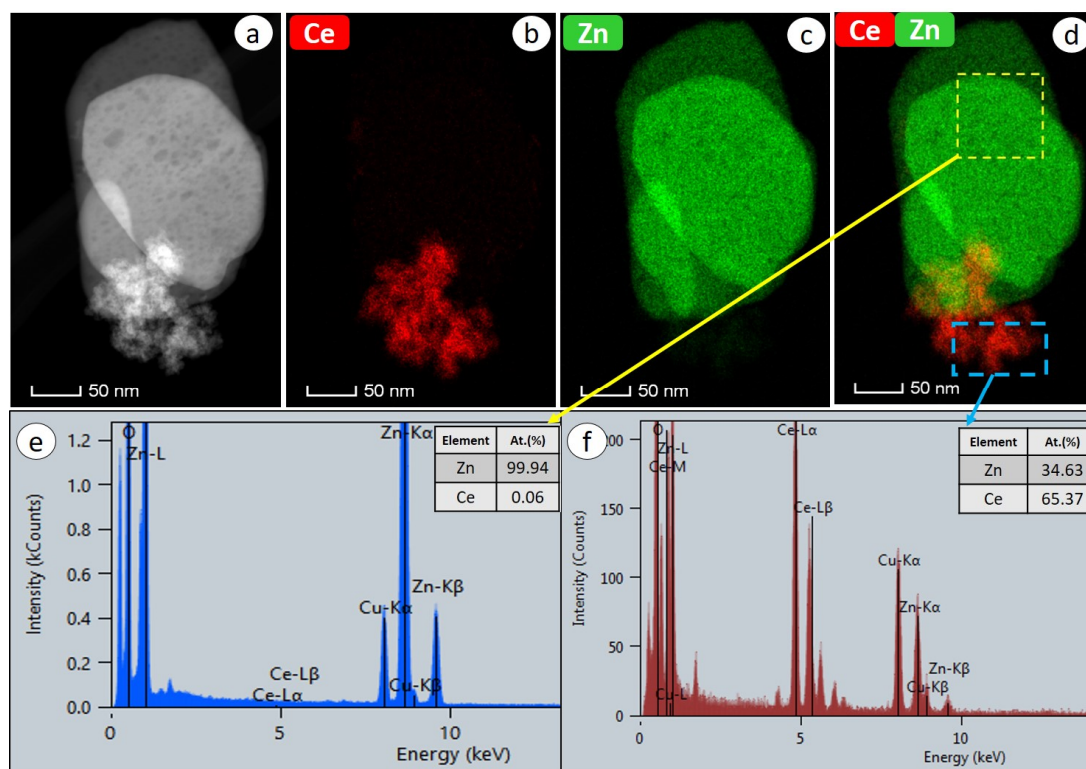 a
Ce
b
Zn
c
Ce Zn
d
50 nm
50 nm
50 nm
50 nm
e
Intensity (kCounts)
1.2
1.0
0.8
0.6
0.4
0.2
0.0
0
5
10
Energy (keV)
O
Zn-L
Ce-Lβ
Ce-Lα
Cu-Kα
Zn-Kα
Cu-Kβ
Zn-Kβ
Element At.(%)
Zn 99.94
Ce 0.06
f
Intensity (Counts)
200
150
100
50
0
0
5
10
Energy (keV)
O
Zn-L
Ce-M
Cu-L
Ce-Lα
Ce-Lβ
Cu-Kα
Zn-Kα
Zn-Kβ
Cu-Kβ
Element At.(%)
Zn 34.63
Ce 65.37